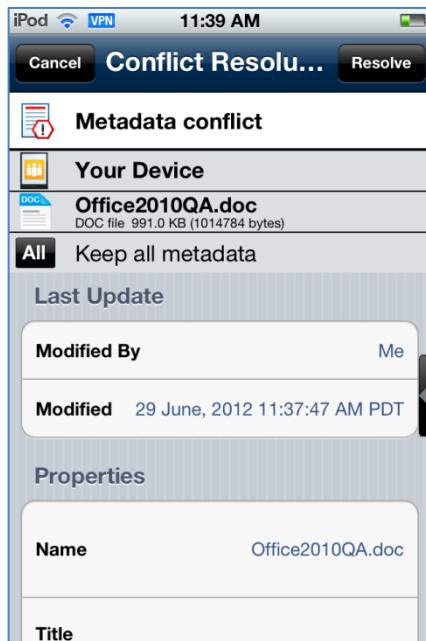 iPod VPN 11:39 AM
Cancel Conflict Resolu... Resolve
Metadata conflict
Your Device
DOC Office2010QA.doc
DOC file 991.0 KB (1014784 bytes)
All Keep all metadata
Last Update
Modified By Me
Modified 29 June, 2012 11:37:47 AM PDT
Properties
Name Office2010QA.doc
Title